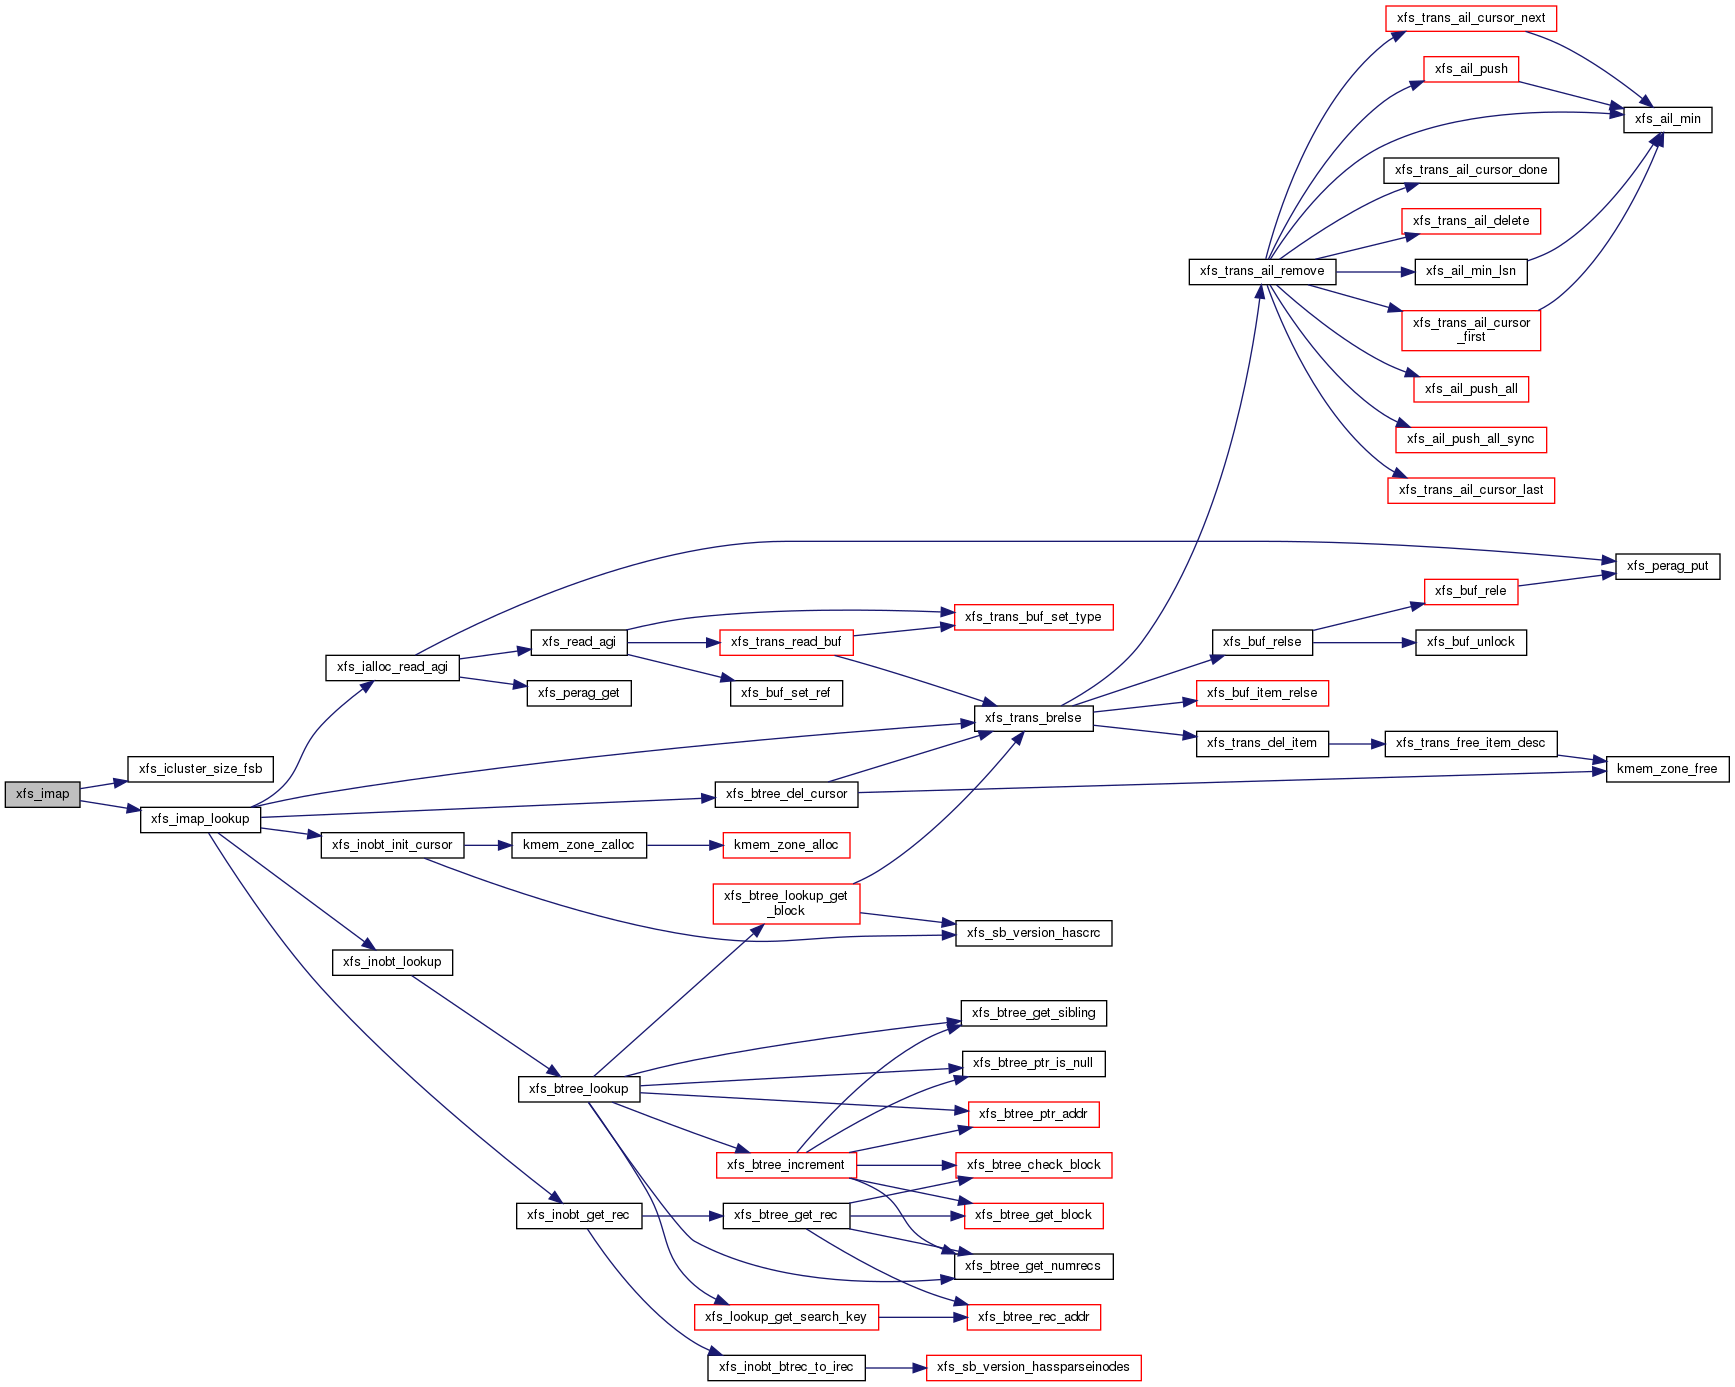 xfs_trans_ail_cursor_next
xfs_ail_push
xfs_ail_min
xfs_trans_ail_cursor_done
xfs_trans_ail_delete
xfs_trans_ail_remove
xfs_ail_min_lsn
xfs_trans_ail_cursor
_first
xfs_ail_push_all
xfs_ail_push_all_sync
xfs_trans_ail_cursor_last
xfs_perag_put
xfs_buf_rele
xfs_trans_buf_set_type
xfs_read_agi
xfs_trans_read_buf
xfs_buf_relse
xfs_buf_unlock
xfs_ialloc_read_agi
xfs_perag_get
xfs_buf_set_ref
xfs_buf_item_relse
xfs_trans_brelse
xfs_trans_del_item
xfs_trans_free_item_desc
xfs_icluster_size_fsb
kmem_zone_free
xfs_imap
xfs_btree_del_cursor
xfs_imap_lookup
xfs_inobt_init_cursor
kmem_zone_zalloc
kmem_zone_alloc
xfs_btree_lookup_get
_block
xfs_sb_version_hascrc
xfs_inobt_lookup
xfs_btree_get_sibling
xfs_btree_ptr_is_null
xfs_btree_lookup
xfs_btree_ptr_addr
xfs_btree_increment
xfs_btree_check_block
xfs_inobt_get_rec
xfs_btree_get_rec
xfs_btree_get_block
xfs_btree_get_numrecs
xfs_lookup_get_search_key
xfs_btree_rec_addr
xfs_inobt_btrec_to_irec
xfs_sb_version_hassparseinodes